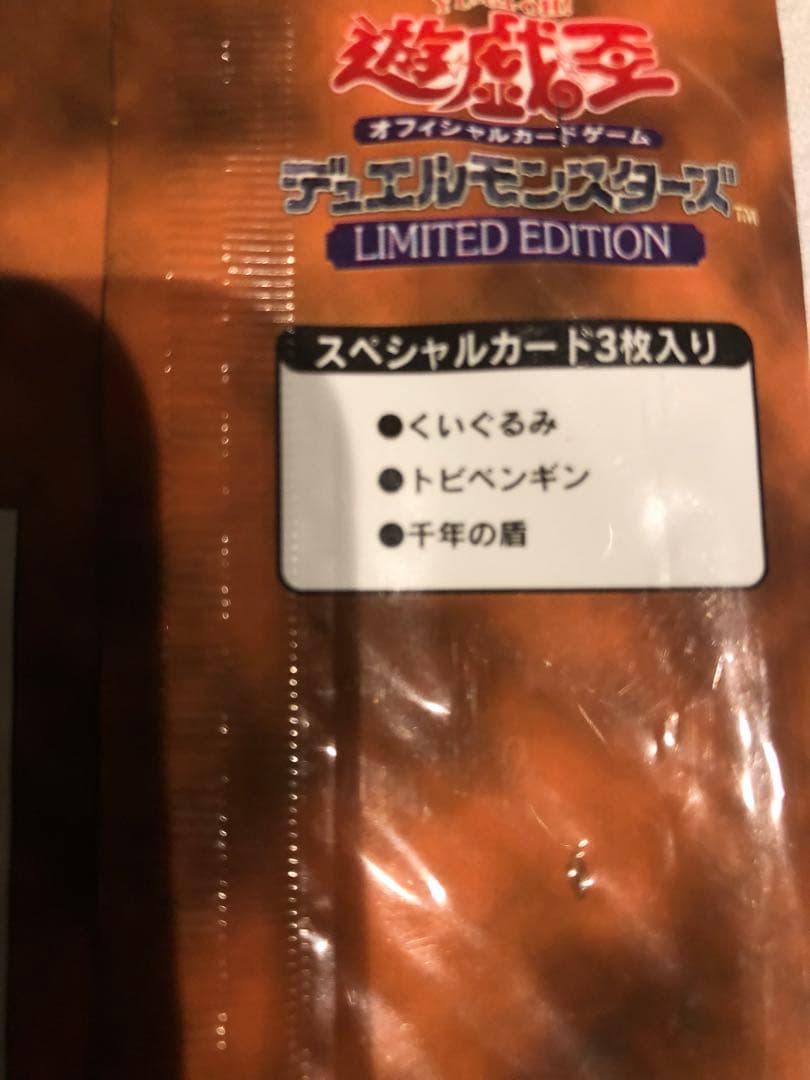 遊戯王
オフィシャルカードゲーム
デュエルモンスターズ™
LIMITED EDITION
スペシャルカード3枚入り
●くいぐるみ
●トビペンギン
●千年の盾